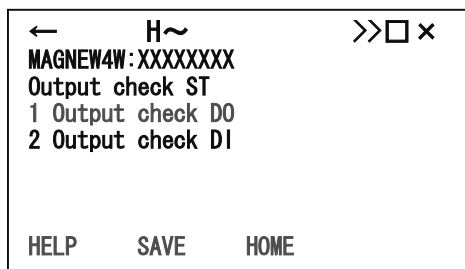 ← H～ >>□×
MAGNEW4W:XXXXXXXX
Output check ST
1 Output check DO
2 Output check DI
HELP SAVE HOME